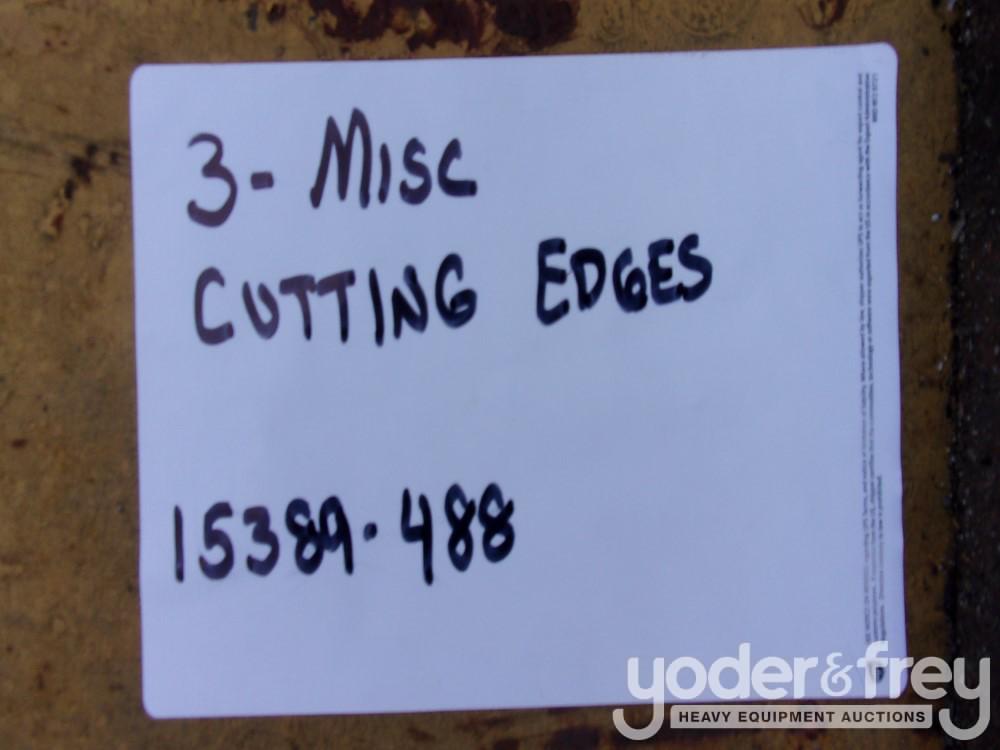 3- MISC
CUTTING EDGES
15389-488
yoder&frey
HEAVY EQUIPMENT AUCTIONS